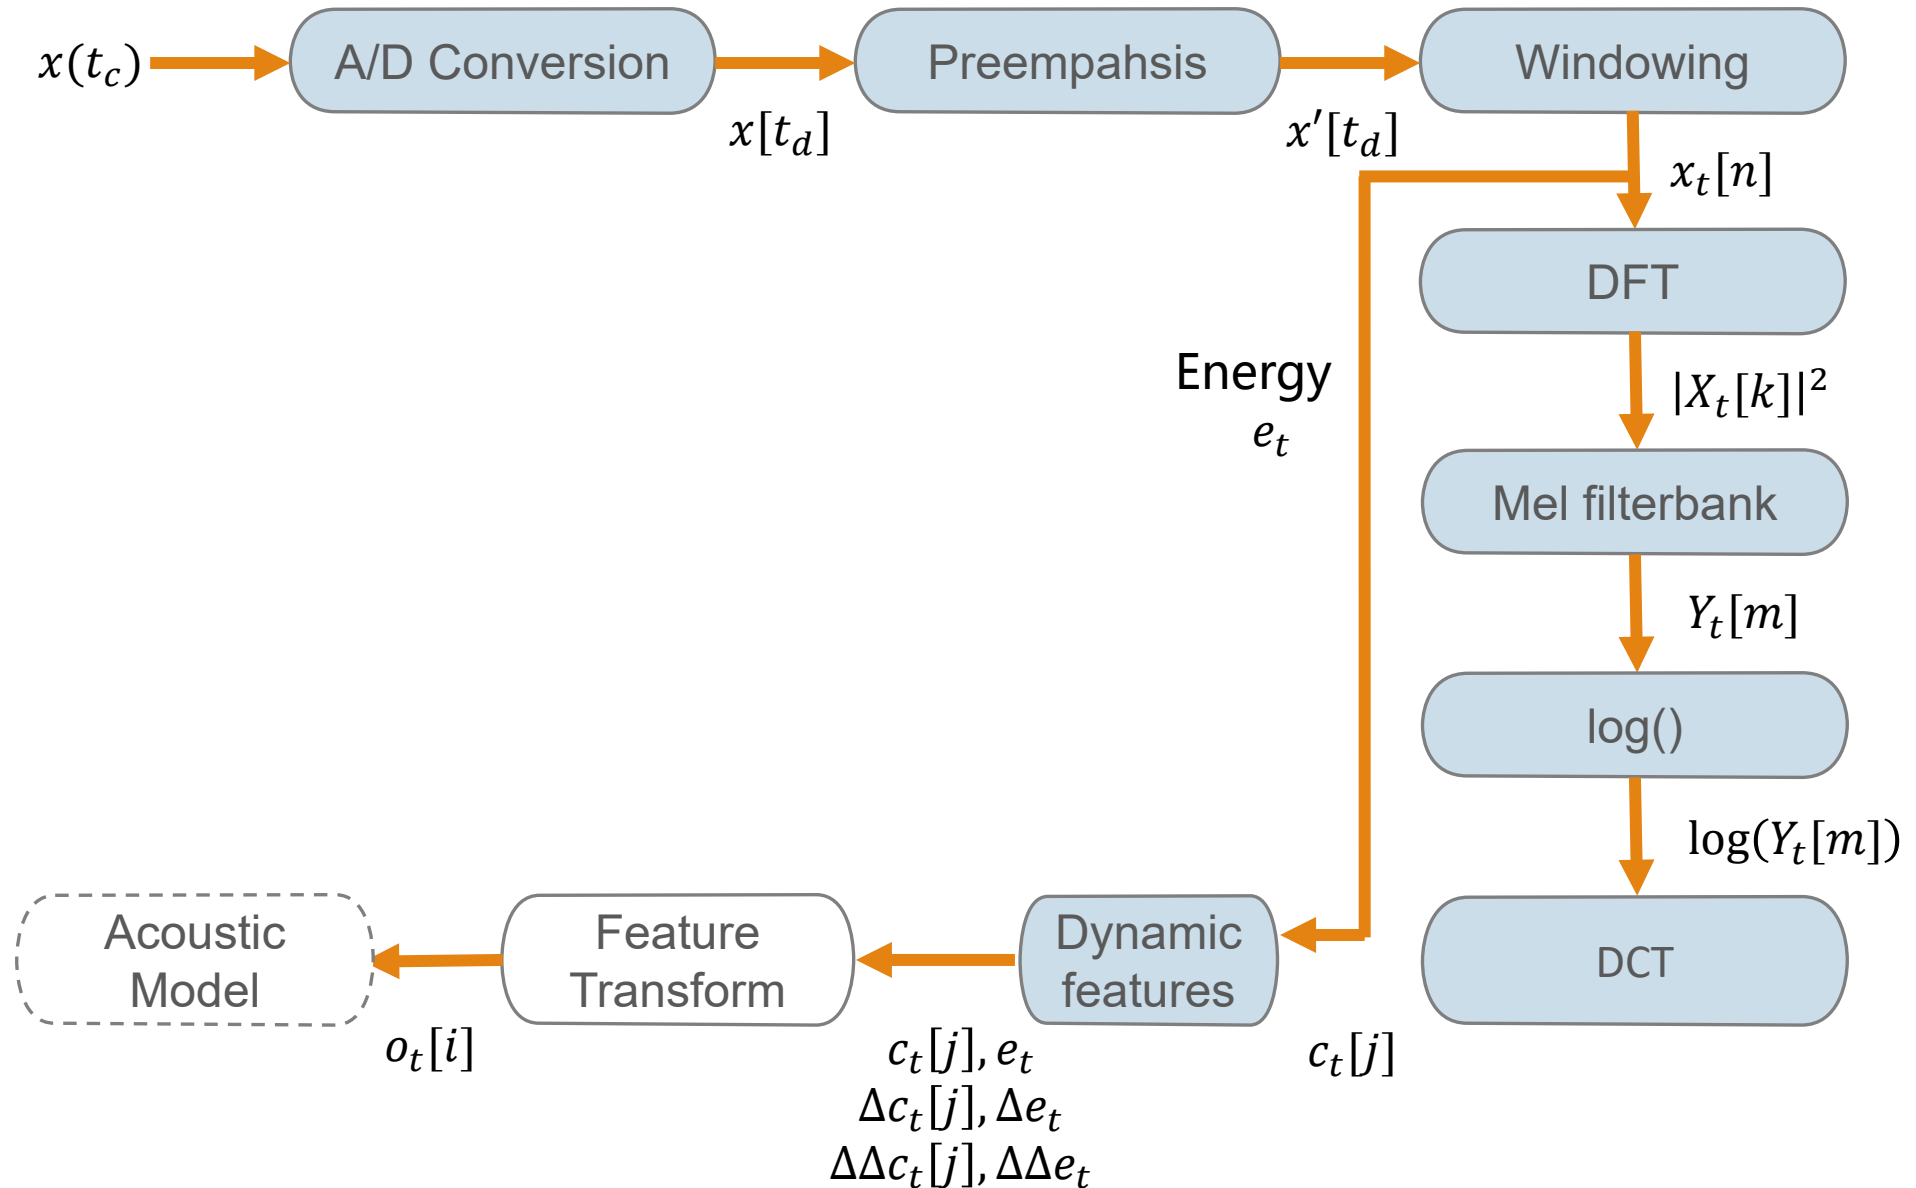 x(t_c)
A/D Conversion
Preempahsis
Windowing
x[t_d]
x′[t_d]
x_t[n]
DFT
Energy
e_t
|X_t[k]|²
Mel filterbank
Y_t[m]
log()
log(Y_t[m])
Acoustic
Model
Feature
Transform
Dynamic
features
DCT
o_t[i]
c_t[j], e_t
Δc_t[j], Δe_t
ΔΔc_t[j], ΔΔe_t
c_t[j]